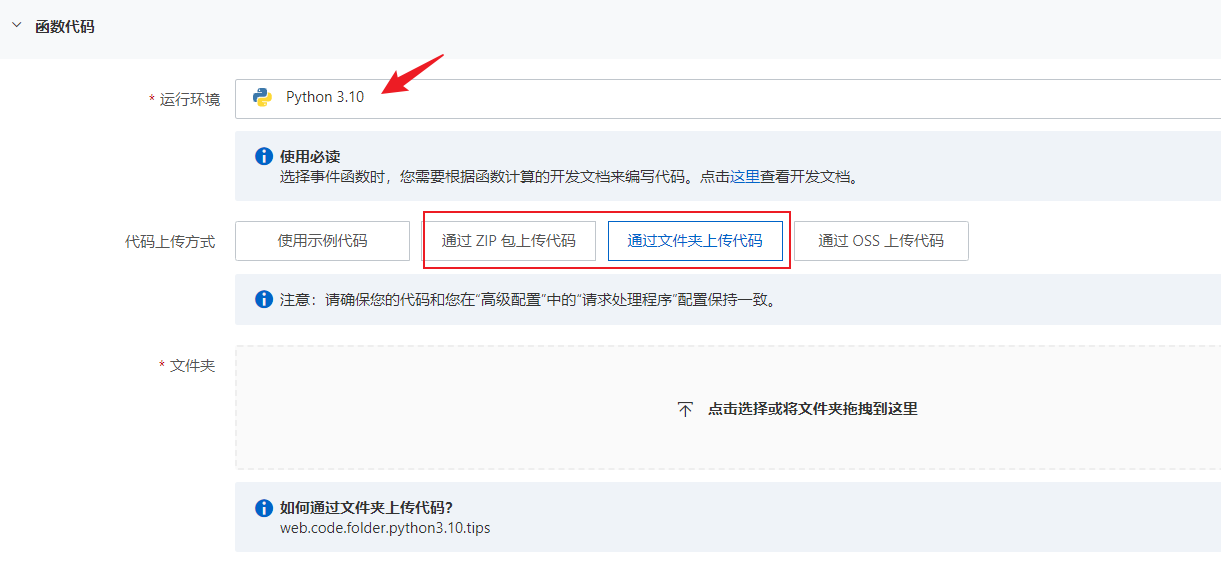 函数代码
* 运行环境
Python 3.10
使用必读
选择事件函数时，您需要根据函数计算的开发文档来编写代码。点击这里查看开发文档。
代码上传方式
使用示例代码
通过 ZIP 包上传代码
通过文件夹上传代码
通过 OSS 上传代码
注意：请确保您的代码和您在“高级配置”中的“请求处理程序”配置保持一致。
* 文件夹
点击选择或将文件夹拖拽到这里
如何通过文件夹上传代码？
web.code.folder.python3.10.tips